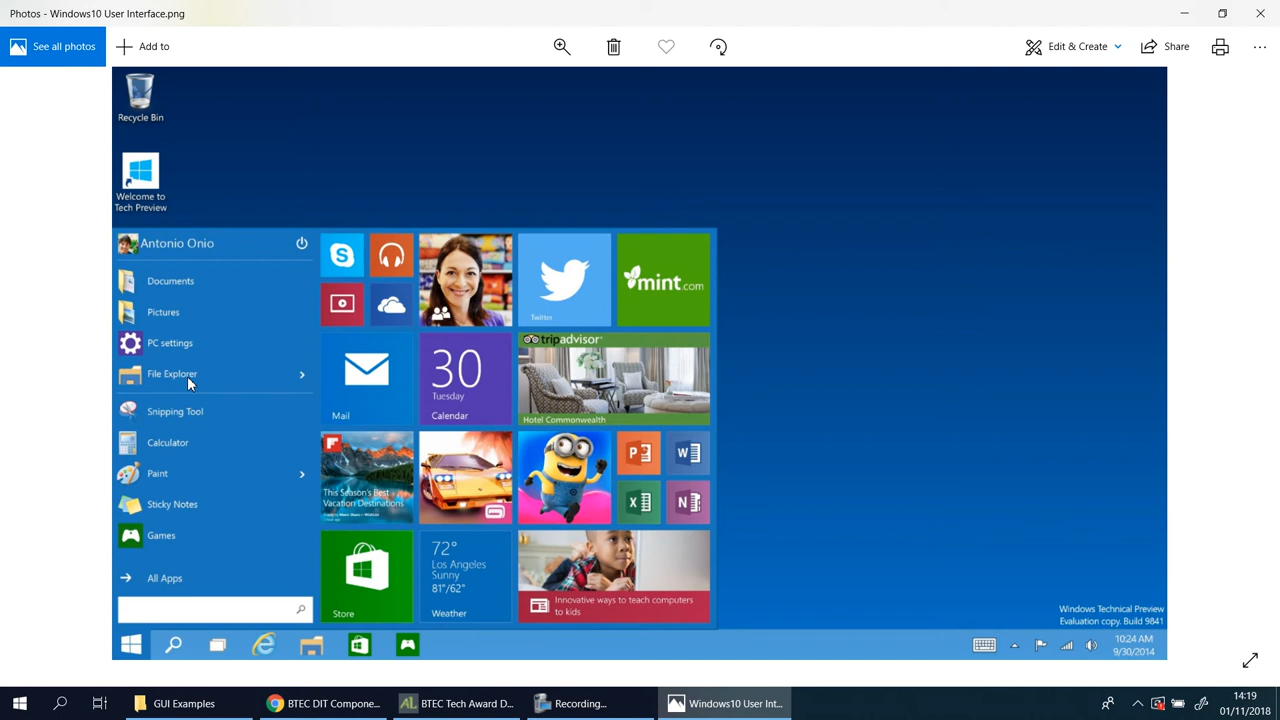 Photos - Windows10 User Interface.png
See all photos
Add to
Edit & Create
Share
Recycle Bin
Welcome to
Tech Preview
Antonio Onio
Documents
Pictures
PC settings
File Explorer
Snipping Tool
Calculator
Paint
Sticky Notes
Games
All Apps
Twitter
mint.com
Mail
30
Tuesday
Calendar
tripadvisor
Hotel Commonwealth
This Season's Best
Vacation Destinations
P
W
X
N
Store
72°
Los Angeles
Sunny
81°/62°
Weather
Innovative ways to teach computers
to kids
Windows Technical Preview
Evaluation copy. Build 9841
10:24 AM
9/30/2014
GUI Examples
BTEC DIT Compone...
BTEC Tech Award D...
Recording...
Windows10 User Int...
14:19
01/11/2018